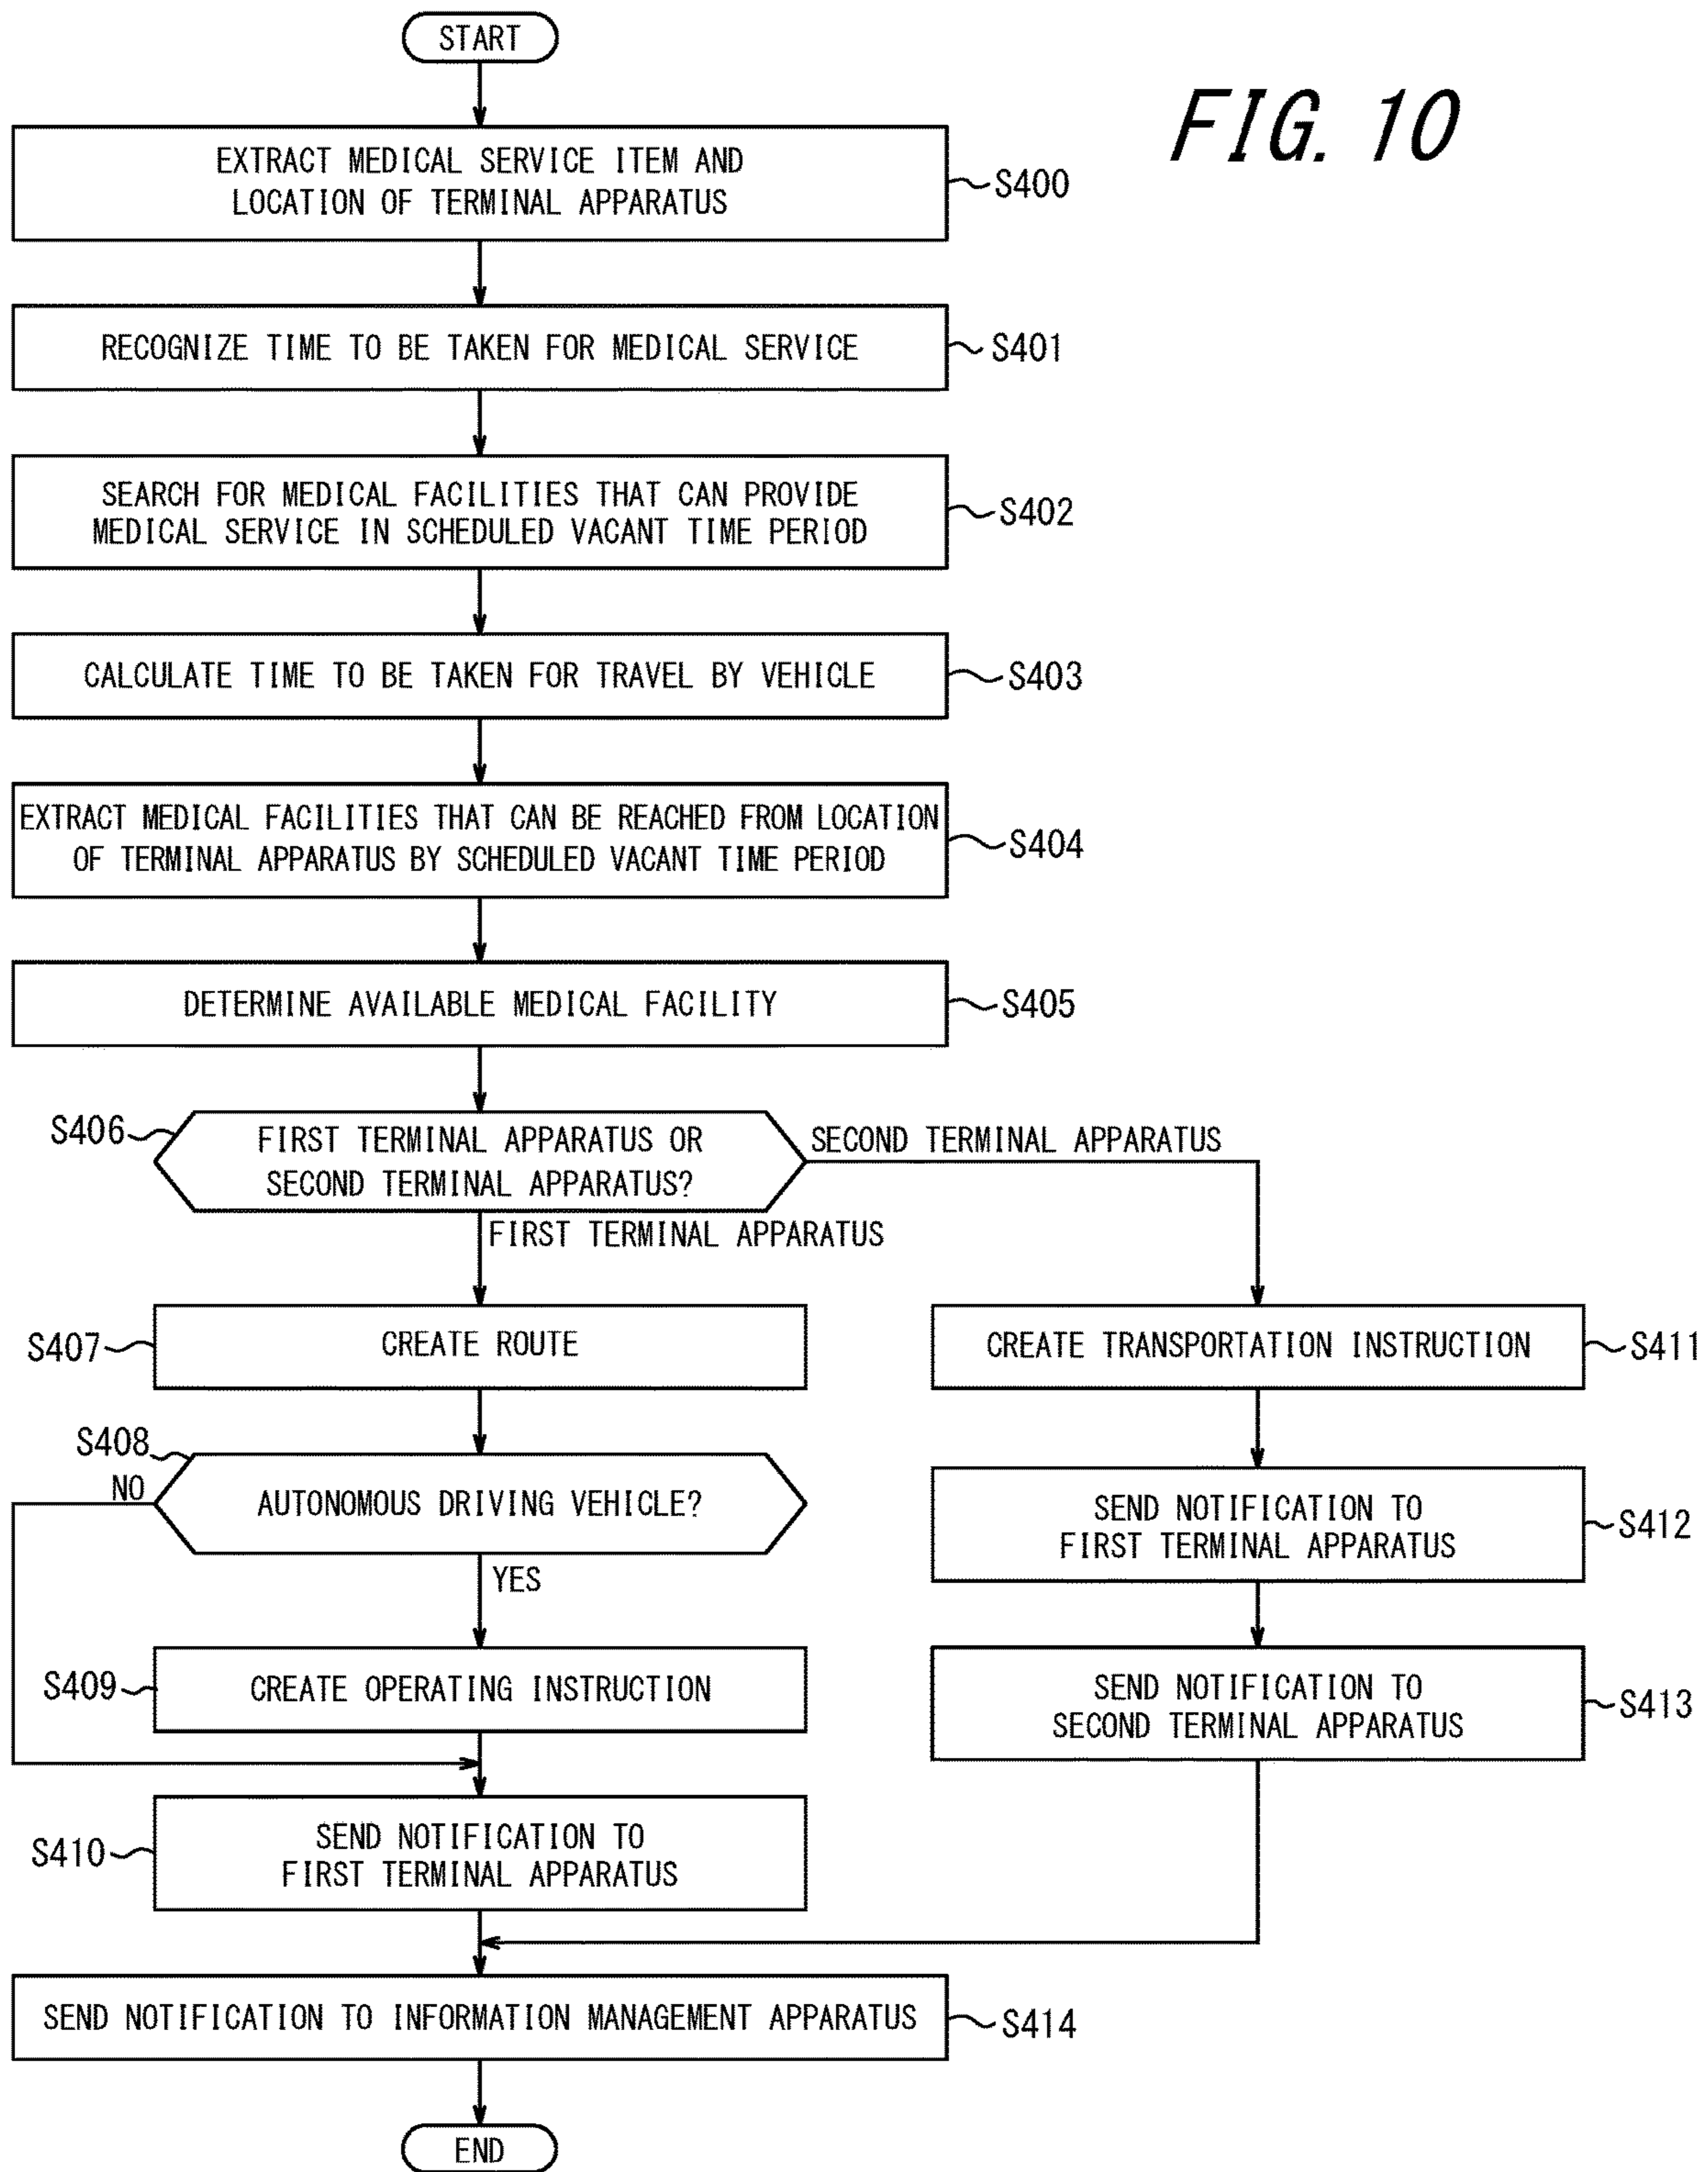 START
FIG. 10
EXTRACT MEDICAL SERVICE ITEM AND
LOCATION OF TERMINAL APPARATUS
S400
RECOGNIZE TIME TO BE TAKEN FOR MEDICAL SERVICE
S401
SEARCH FOR MEDICAL FACILITIES THAT CAN PROVIDE
MEDICAL SERVICE IN SCHEDULED VACANT TIME PERIOD
S402
CALCULATE TIME TO BE TAKEN FOR TRAVEL BY VEHICLE
S403
EXTRACT MEDICAL FACILITIES THAT CAN BE REACHED FROM LOCATION
OF TERMINAL APPARATUS BY SCHEDULED VACANT TIME PERIOD
S404
DETERMINE AVAILABLE MEDICAL FACILITY
S405
S406
FIRST TERMINAL APPARATUS OR
SECOND TERMINAL APPARATUS?
SECOND TERMINAL APPARATUS
FIRST TERMINAL APPARATUS
S407
CREATE ROUTE
CREATE TRANSPORTATION INSTRUCTION
S411
S408
NO
AUTONOMOUS DRIVING VEHICLE?
YES
SEND NOTIFICATION TO
FIRST TERMINAL APPARATUS
S412
S409
CREATE OPERATING INSTRUCTION
SEND NOTIFICATION TO
SECOND TERMINAL APPARATUS
S413
S410
SEND NOTIFICATION TO
FIRST TERMINAL APPARATUS
SEND NOTIFICATION TO INFORMATION MANAGEMENT APPARATUS
S414
END